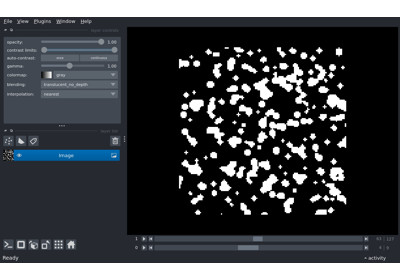 File View Plugins Window Help
opacity: 1.00
contrast limits:
auto-contrast: once continuous
gamma: 1.00
colormap: gray
blending: translucent_no_depth
interpolation: nearest
Image
1
0
Ready activity